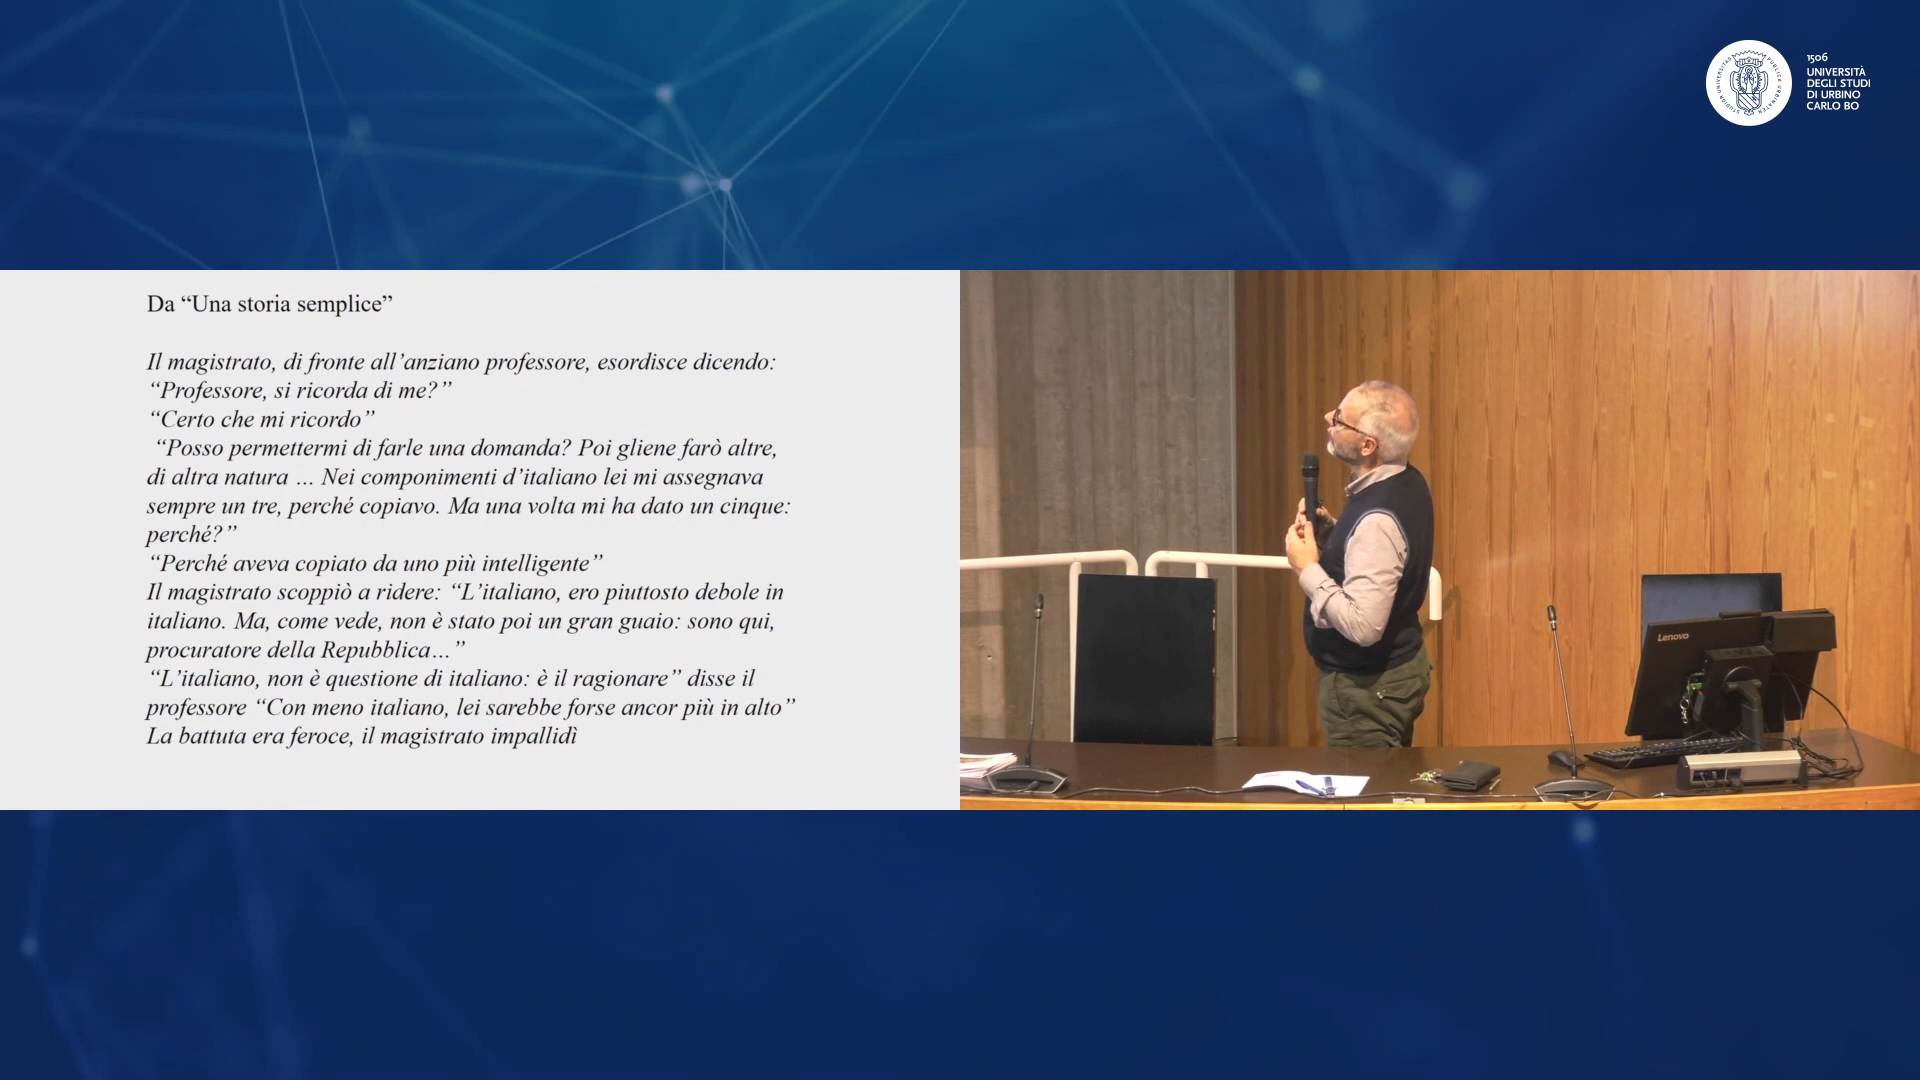 1506
UNIVERSITÀ
DEGLI STUDI
DI URBINO
CARLO BO
Da “Una storia semplice”
Il magistrato, di fronte all’anziano professore, esordisce dicendo:
“Professore, si ricorda di me?”
“Certo che mi ricordo”
“Posso permettermi di farle una domanda? Poi gliene farò altre,
di altra natura … Nei componimenti d’italiano lei mi assegnava
sempre un tre, perché copiavo. Ma una volta mi ha dato un cinque:
perché?”
“Perché aveva copiato da uno più intelligente”
Il magistrato scoppiò a ridere: “L’italiano, ero piuttosto debole in
italiano. Ma, come vede, non è stato poi un gran guaio: sono qui,
procuratore della Repubblica…”
“L’italiano, non è questione di italiano: è il ragionare” disse il
professore “Con meno italiano, lei sarebbe forse ancor più in alto”
La battuta era feroce, il magistrato impallidì
Lenovo